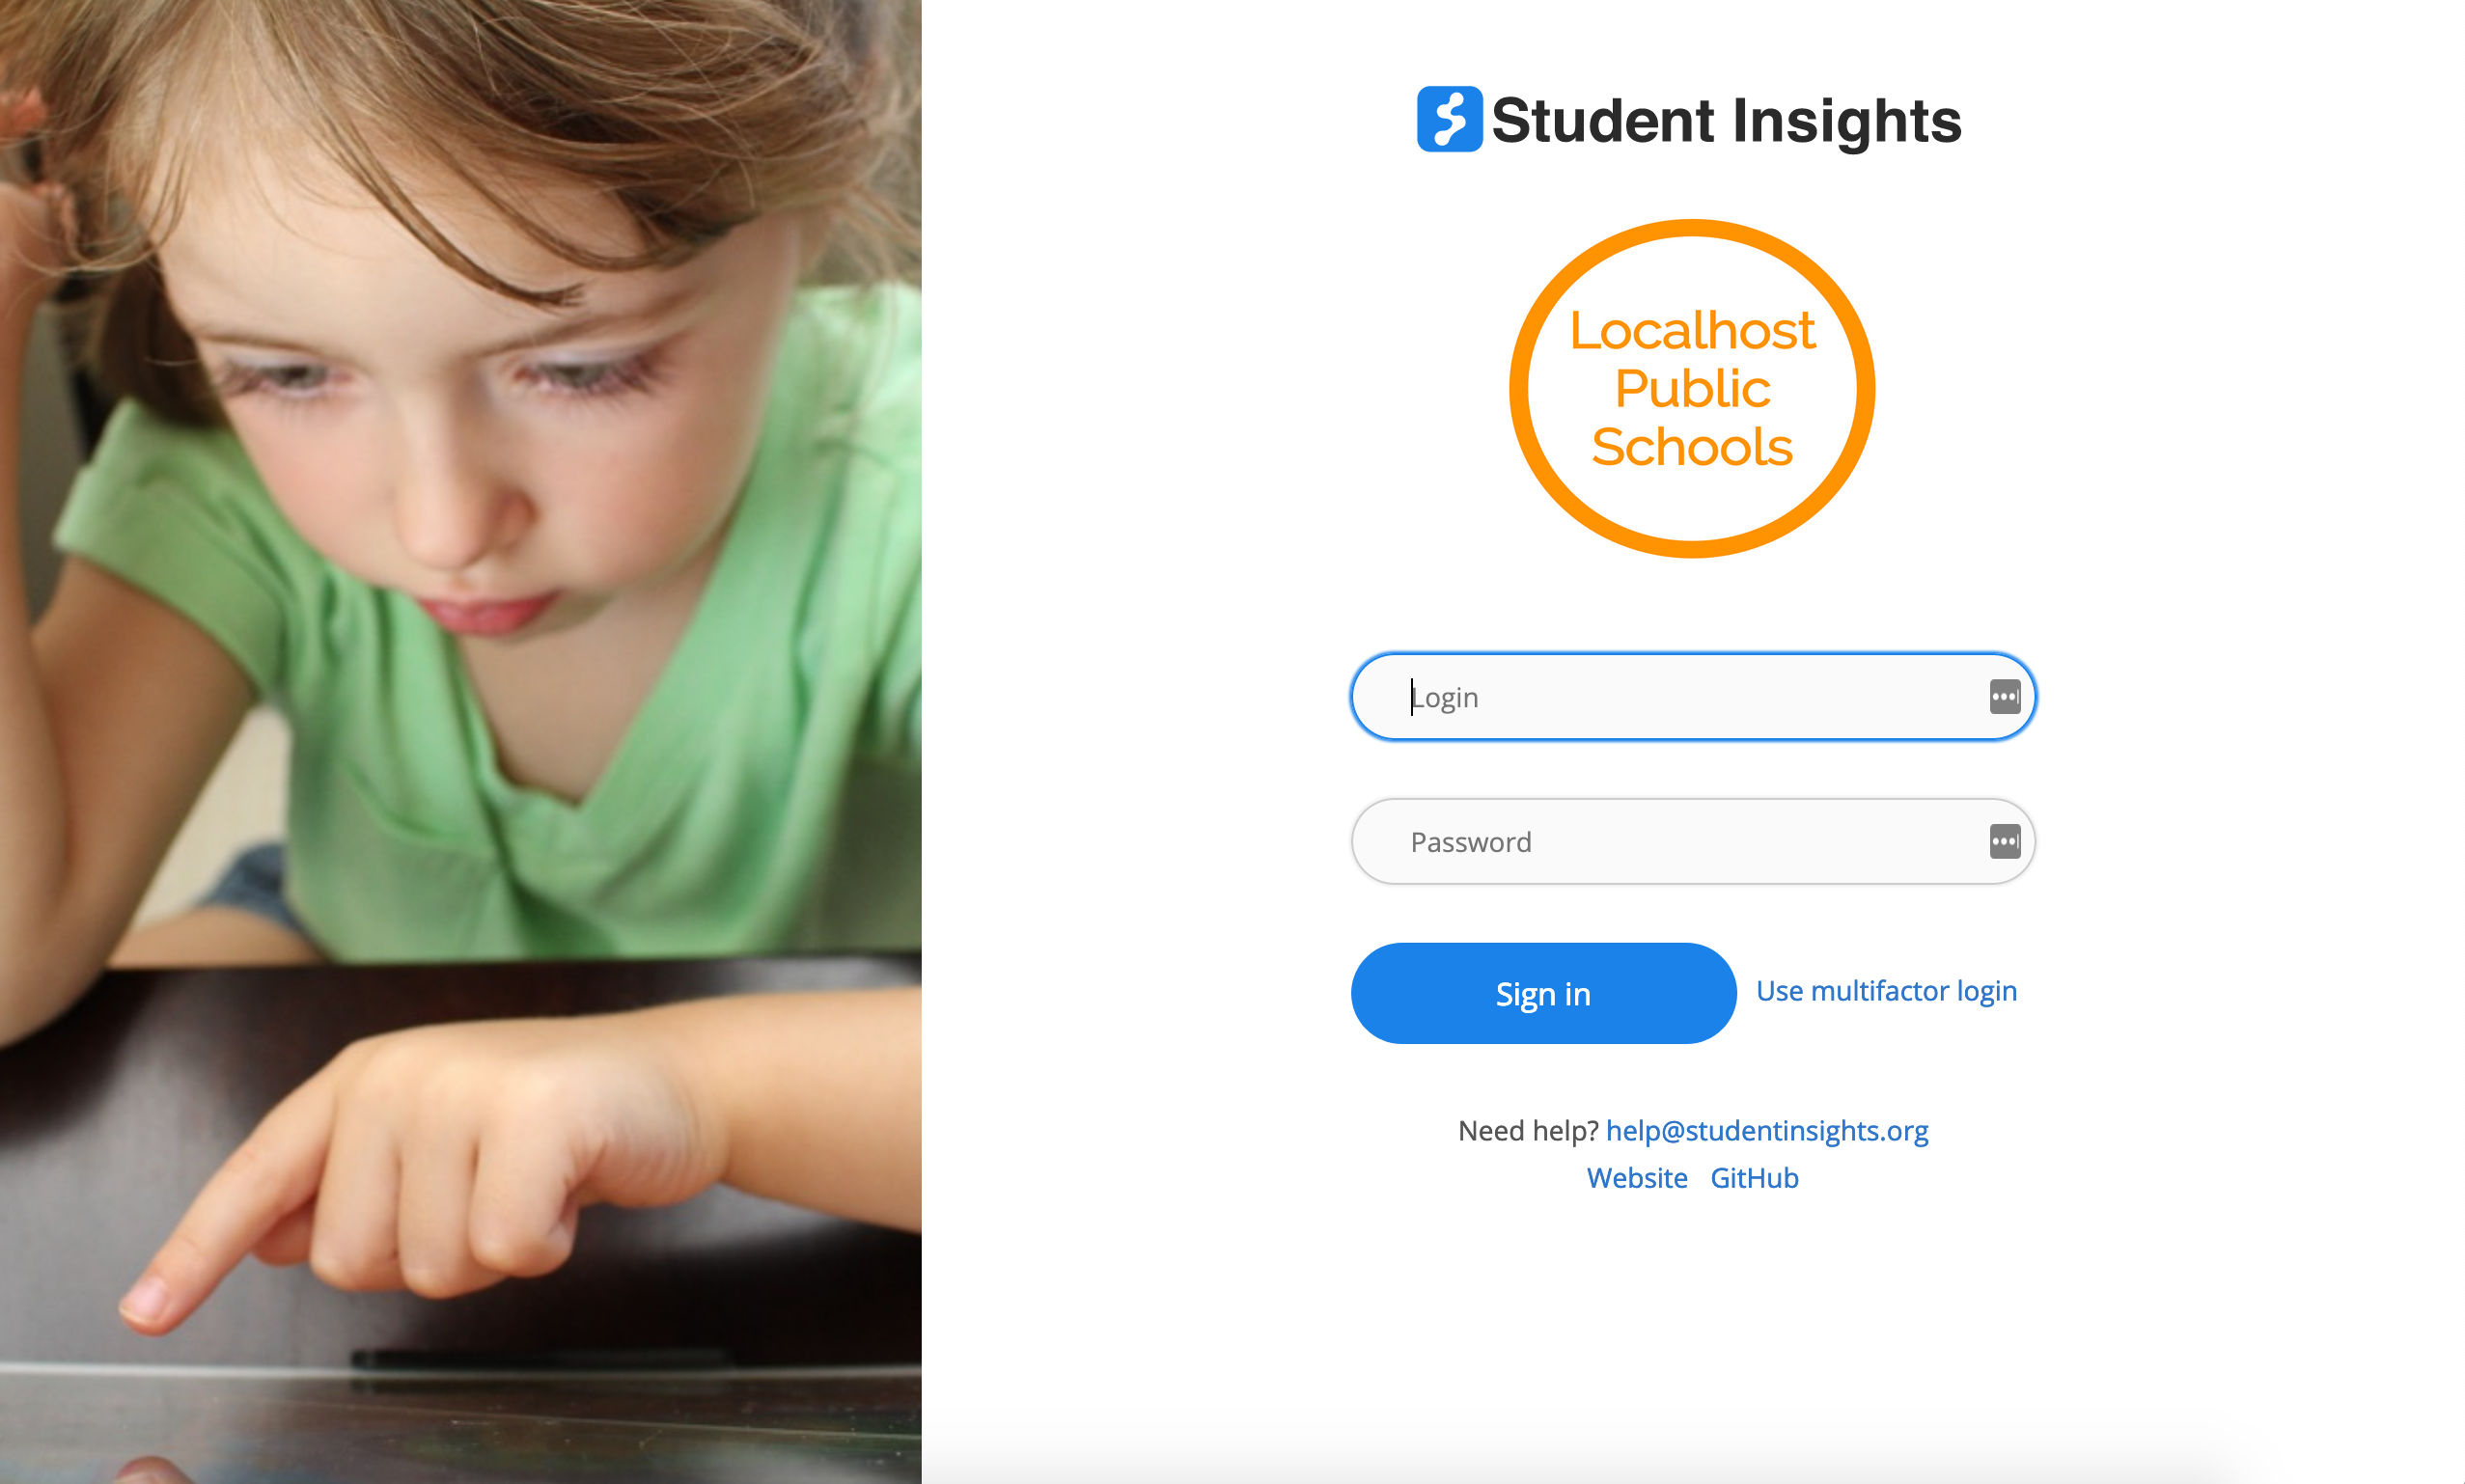 Student Insights
Localhost
Public
Schools
Login
Password
Sign in
Use multifactor login
Need help? help@studentinsights.org
Website GitHub